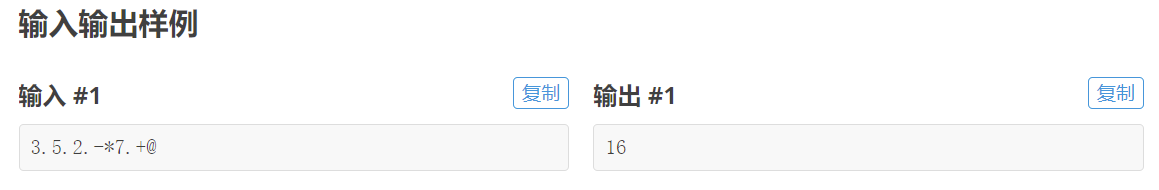 输入输出样例
输入 #1
复制
3.5.2.-*7.+@
输出 #1
复制
16